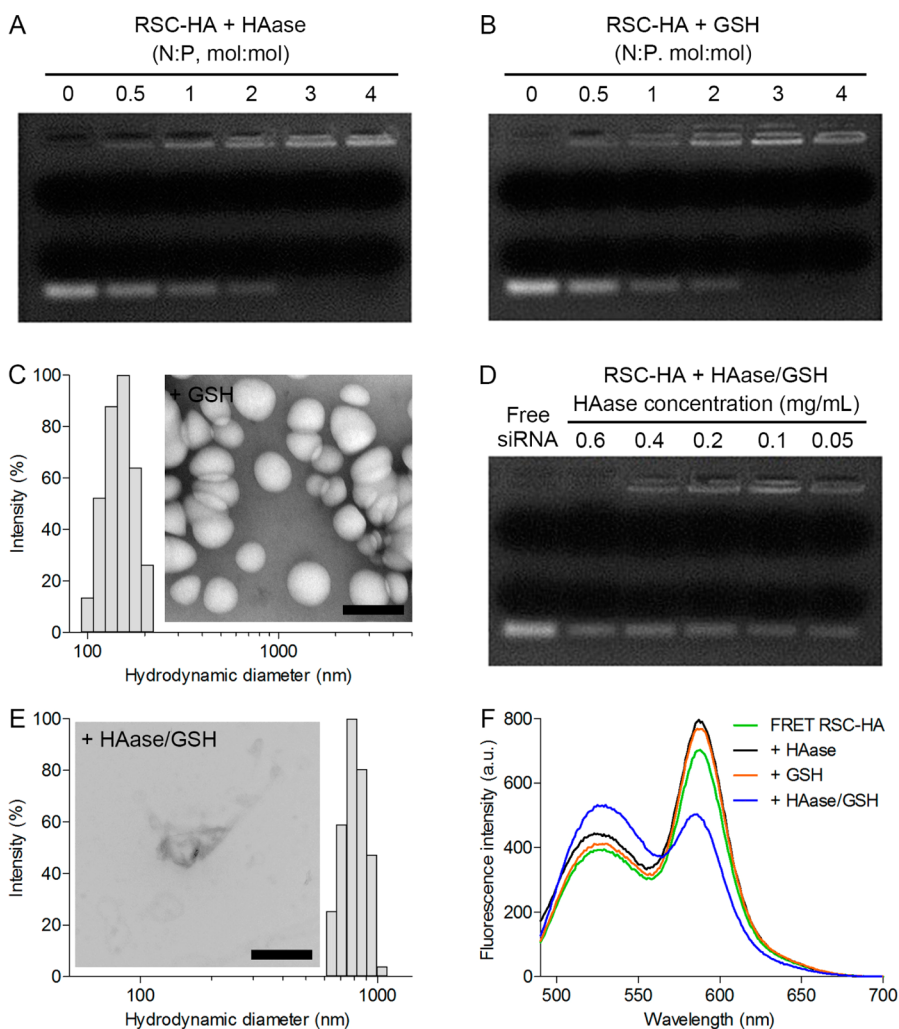 A
RSC-HA + HAase
(N:P, mol:mol)
0 0.5 1 2 3 4
B
RSC-HA + GSH
(N:P. mol:mol)
0 0.5 1 2 3 4
C
+ GSH
Intensity (%)
100
80
60
40
20
0
100 1000
Hydrodynamic diameter (nm)
D
RSC-HA + HAase/GSH
Free HAase concentration (mg/mL)
siRNA 0.6 0.4 0.2 0.1 0.05
E
+ HAase/GSH
Intensity (%)
100
80
60
40
20
0
100 1000
Hydrodynamic diameter (nm)
F
FRET RSC-HA
+ HAase
+ GSH
+ HAase/GSH
Fluorescence intensity (a.u.)
800
600
400
200
0
500 550 600 650 700
Wavelength (nm)